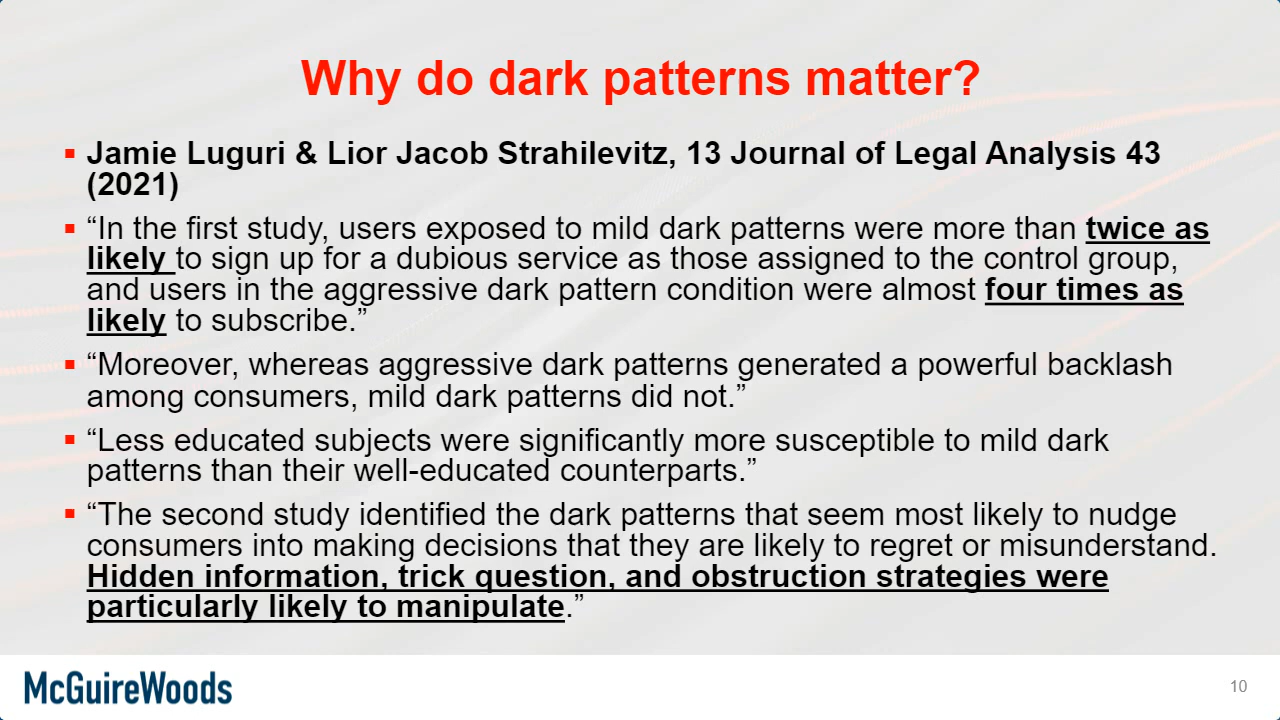 Why do dark patterns matter?
▪ Jamie Luguri & Lior Jacob Strahilevitz, 13 Journal of Legal Analysis 43
(2021)
▪ “In the first study, users exposed to mild dark patterns were more than twice as
likely to sign up for a dubious service as those assigned to the control group,
and users in the aggressive dark pattern condition were almost four times as
likely to subscribe.”
▪ “Moreover, whereas aggressive dark patterns generated a powerful backlash
among consumers, mild dark patterns did not.”
▪ “Less educated subjects were significantly more susceptible to mild dark
patterns than their well-educated counterparts.”
▪ “The second study identified the dark patterns that seem most likely to nudge
consumers into making decisions that they are likely to regret or misunderstand.
Hidden information, trick question, and obstruction strategies were
particularly likely to manipulate.”
McGuireWoods
10